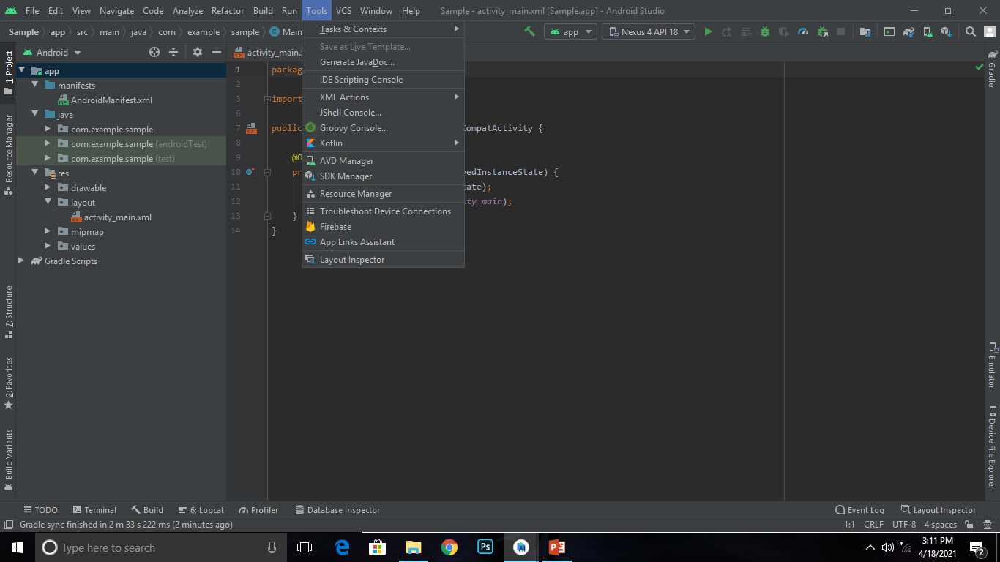 File Edit View Navigate Code Analyze Refactor Build Run Tools VCS Window Help Sample - activity_main.xml [Sample.app] - Android Studio
Sample app src main java com example sample Main
app Nexus 4 API 18
Android
activity_main.
1: Project
Resource Manager
7: Structure
2: Favorites
Build Variants
app
manifests
AndroidManifest.xml
java
com.example.sample
com.example.sample (androidTest)
com.example.sample (test)
res
drawable
layout
activity_main.xml
mipmap
values
Gradle Scripts
Tasks & Contexts
Save as Live Template...
Generate JavaDoc...
IDE Scripting Console
XML Actions
JShell Console...
Groovy Console...
Kotlin
AVD Manager
SDK Manager
Resource Manager
Troubleshoot Device Connections
Firebase
App Links Assistant
Layout Inspector
1 packag
2
3 import
6
7 public CompatActivity {
8
9 @O
10 pr vedInstanceState) {
11 ate);
12 ty_main);
13 }
14 }
Gradle
Emulator
Device File Explorer
TODO Terminal Build 6: Logcat Profiler Database Inspector Event Log Layout Inspector
Gradle sync finished in 2 m 33 s 222 ms (2 minutes ago) 1:1 CRLF UTF-8 4 spaces
Type here to search
Ps
3:11 PM
4/18/2021
2